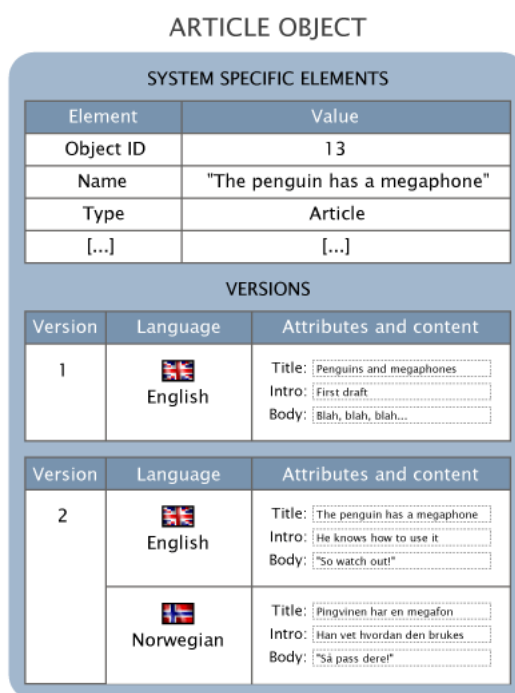 ARTICLE OBJECT
SYSTEM SPECIFIC ELEMENTS
Element Value
Object ID 13
Name "The penguin has a megaphone"
Type Article
[...] [...]
VERSIONS
Version Language Attributes and content
1 English
Title: Penguins and megaphones
Intro: First draft
Body: Blah, blah, blah...
Version Language Attributes and content
2 English
Title: The penguin has a megaphone
Intro: He knows how to use it
Body: "So watch out!"
Norwegian
Title: Pingvinen har en megafon
Intro: Han vet hvordan den brukes
Body: "Så pass dere!"